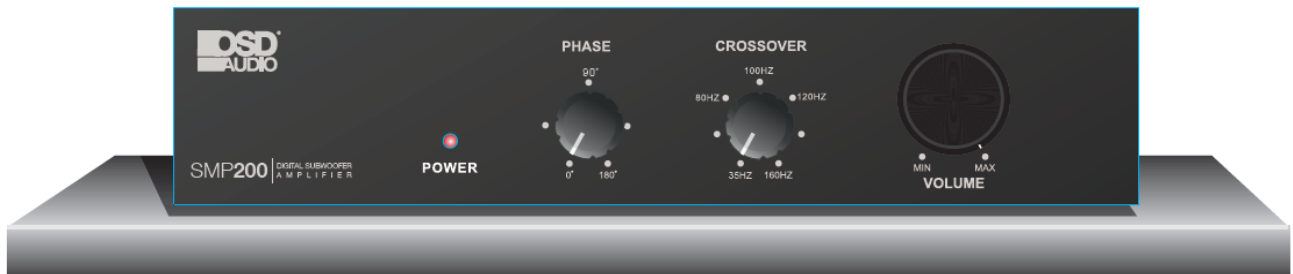 OSD
AUDIO
SMP200 DIGITAL SUBWOOFER
AMPLIFIER
POWER
PHASE
90°
0° 180°
CROSSOVER
100HZ
80HZ 120HZ
35HZ 160HZ
MIN MAX
VOLUME